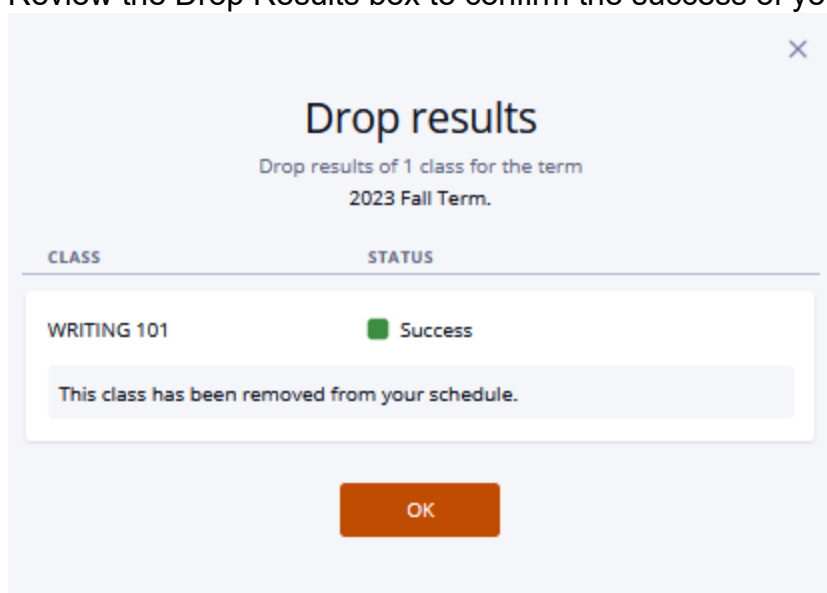 Review the Drop Results box to confirm the success of yo
Drop results
Drop results of 1 class for the term
2023 Fall Term.
CLASS STATUS
WRITING 101 Success
This class has been removed from your schedule.
OK